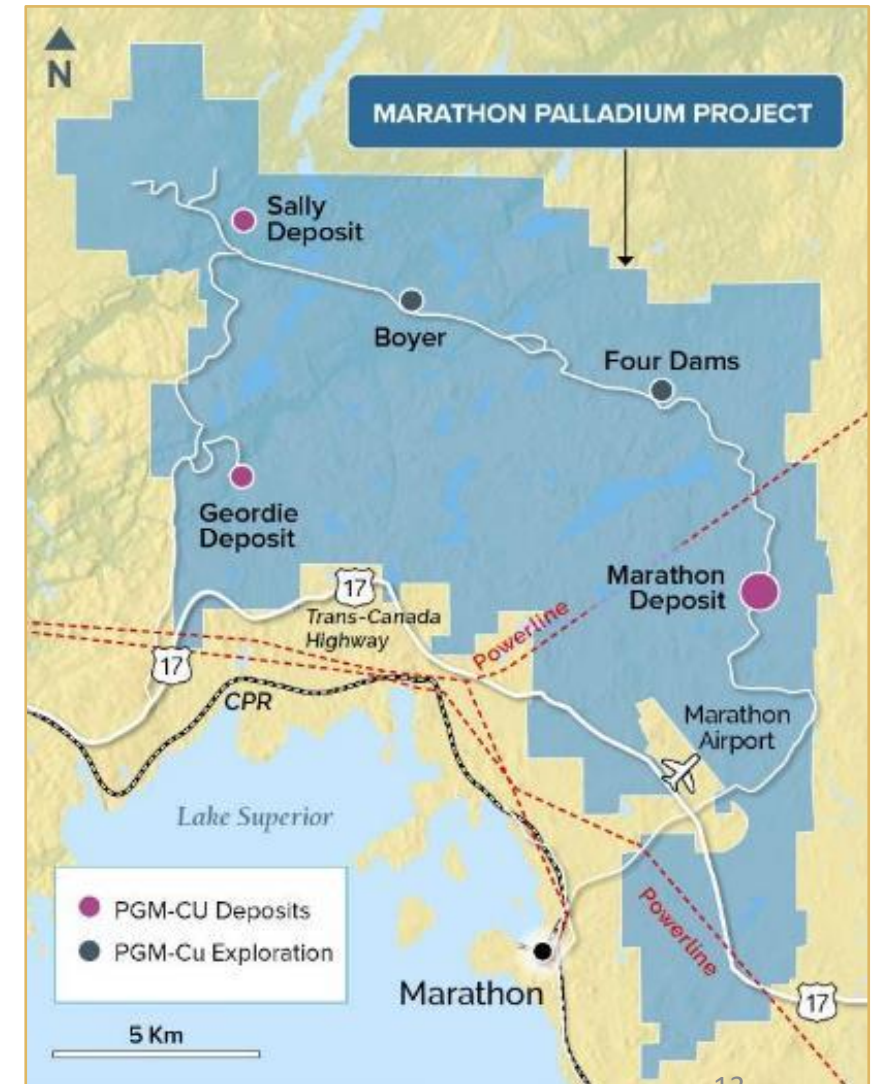 N
MARATHON PALLADIUM PROJECT
Sally
Deposit
Boyer
Four Dams
Geordie
Deposit
Marathon
Deposit
17
Trans-Canada
Highway
Powerline
17
CPR
Marathon
Airport
Lake Superior
PGM-CU Deposits
PGM-Cu Exploration
Powerline
Marathon
17
5 Km